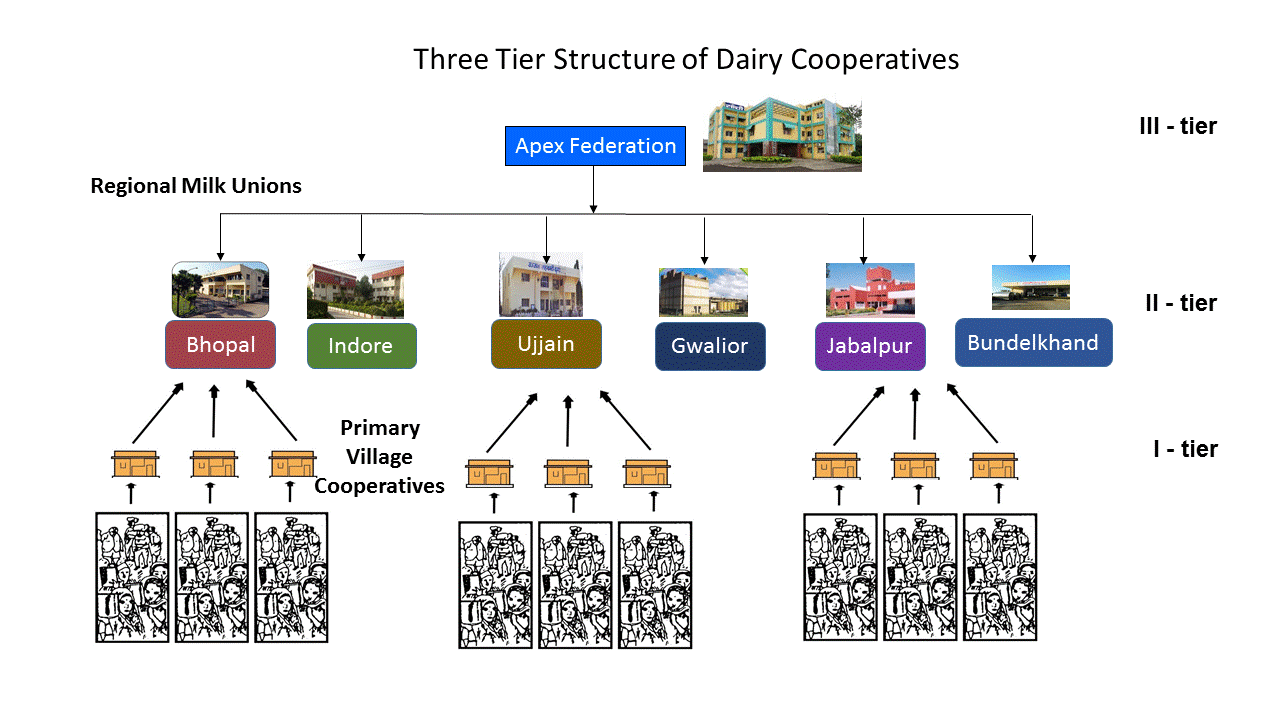 Three Tier Structure of Dairy Cooperatives
III - tier
Apex Federation
Regional Milk Unions
II - tier
Bhopal
Indore
Ujjain
Gwalior
Jabalpur
Bundelkhand
Primary
Village
Cooperatives
I - tier